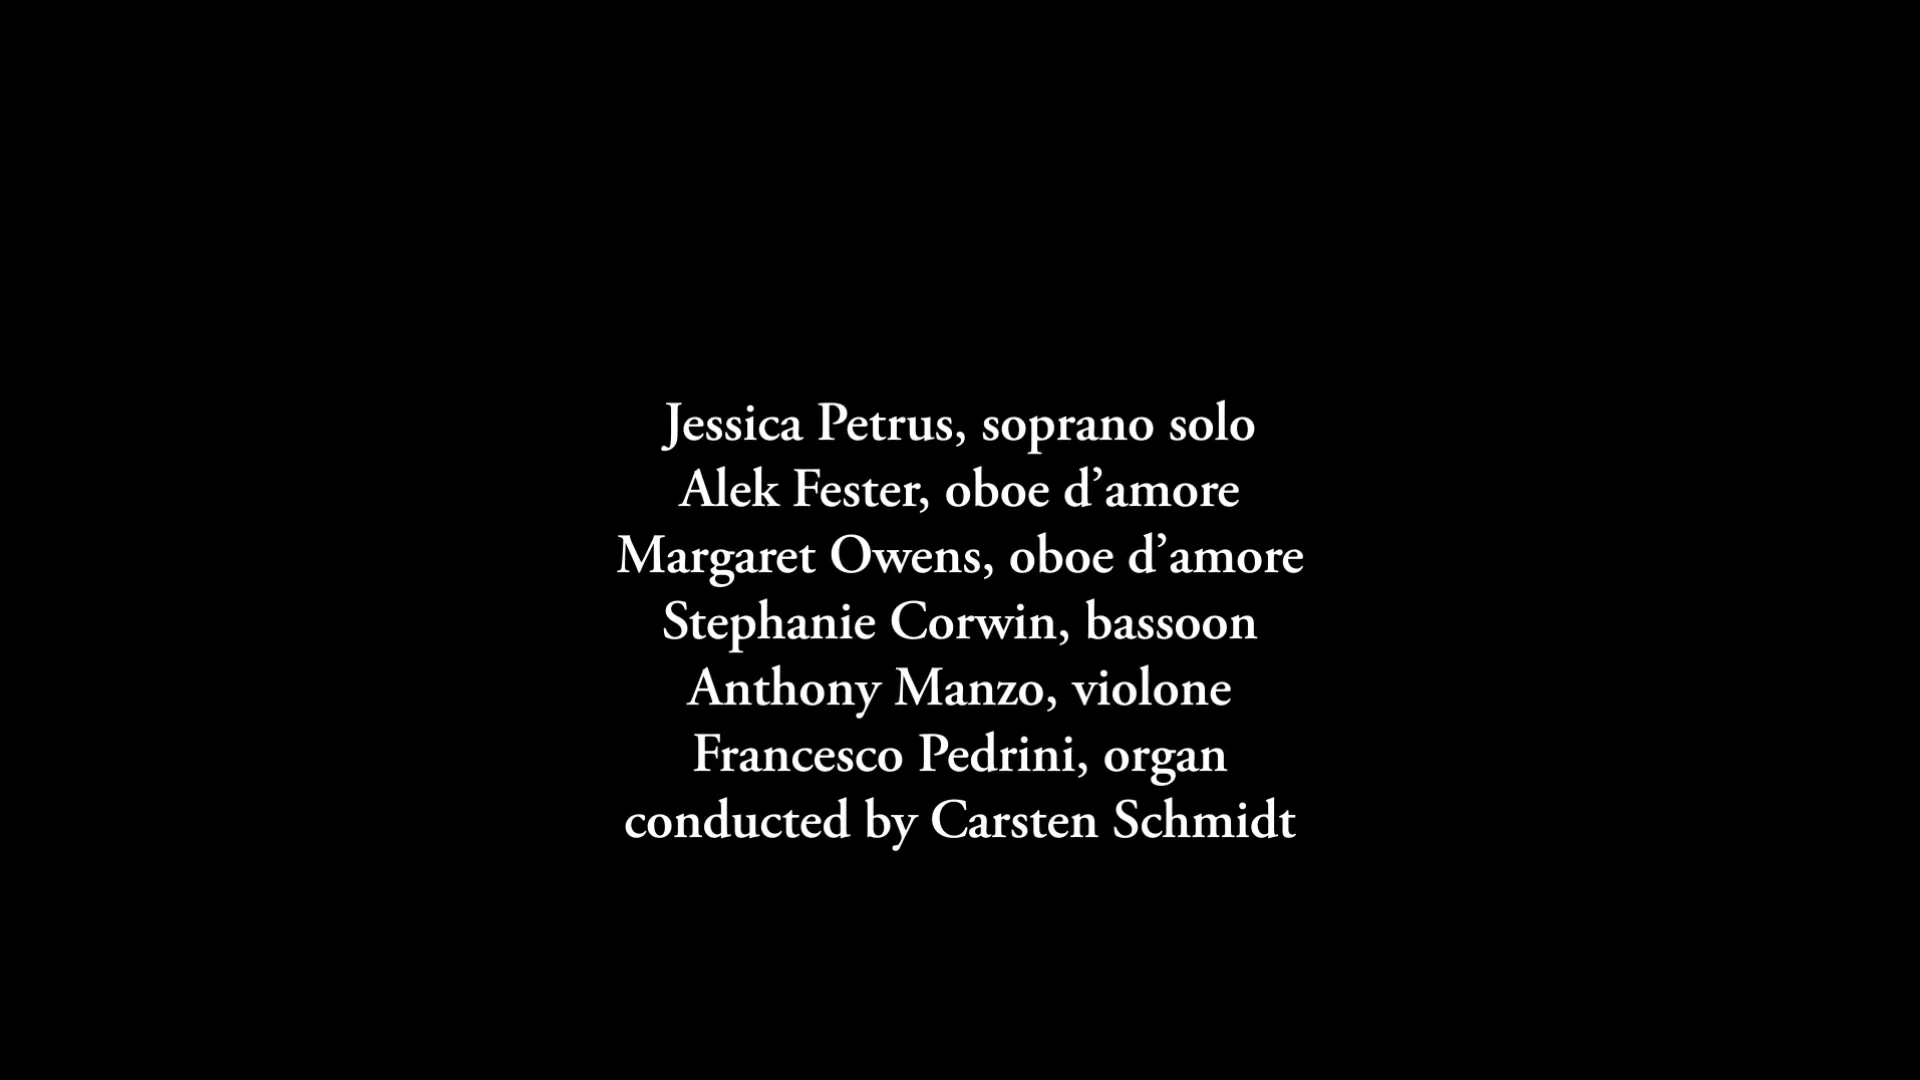 Jessica Petrus, soprano solo
Alek Fester, oboe d’amore
Margaret Owens, oboe d’amore
Stephanie Corwin, bassoon
Anthony Manzo, violone
Francesco Pedrini, organ
conducted by Carsten Schmidt